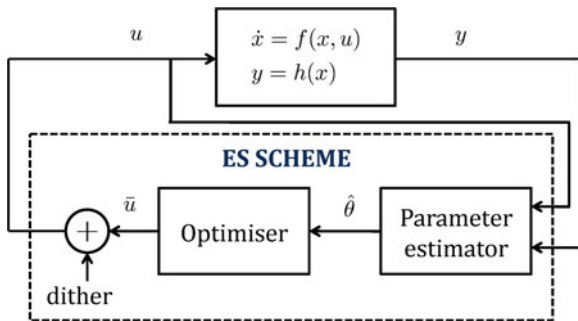 u
ẋ = f(x, u)
y = h(x)
y
ES SCHEME
ū
Optimiser
θ̂
Parameter
estimator
+
dither